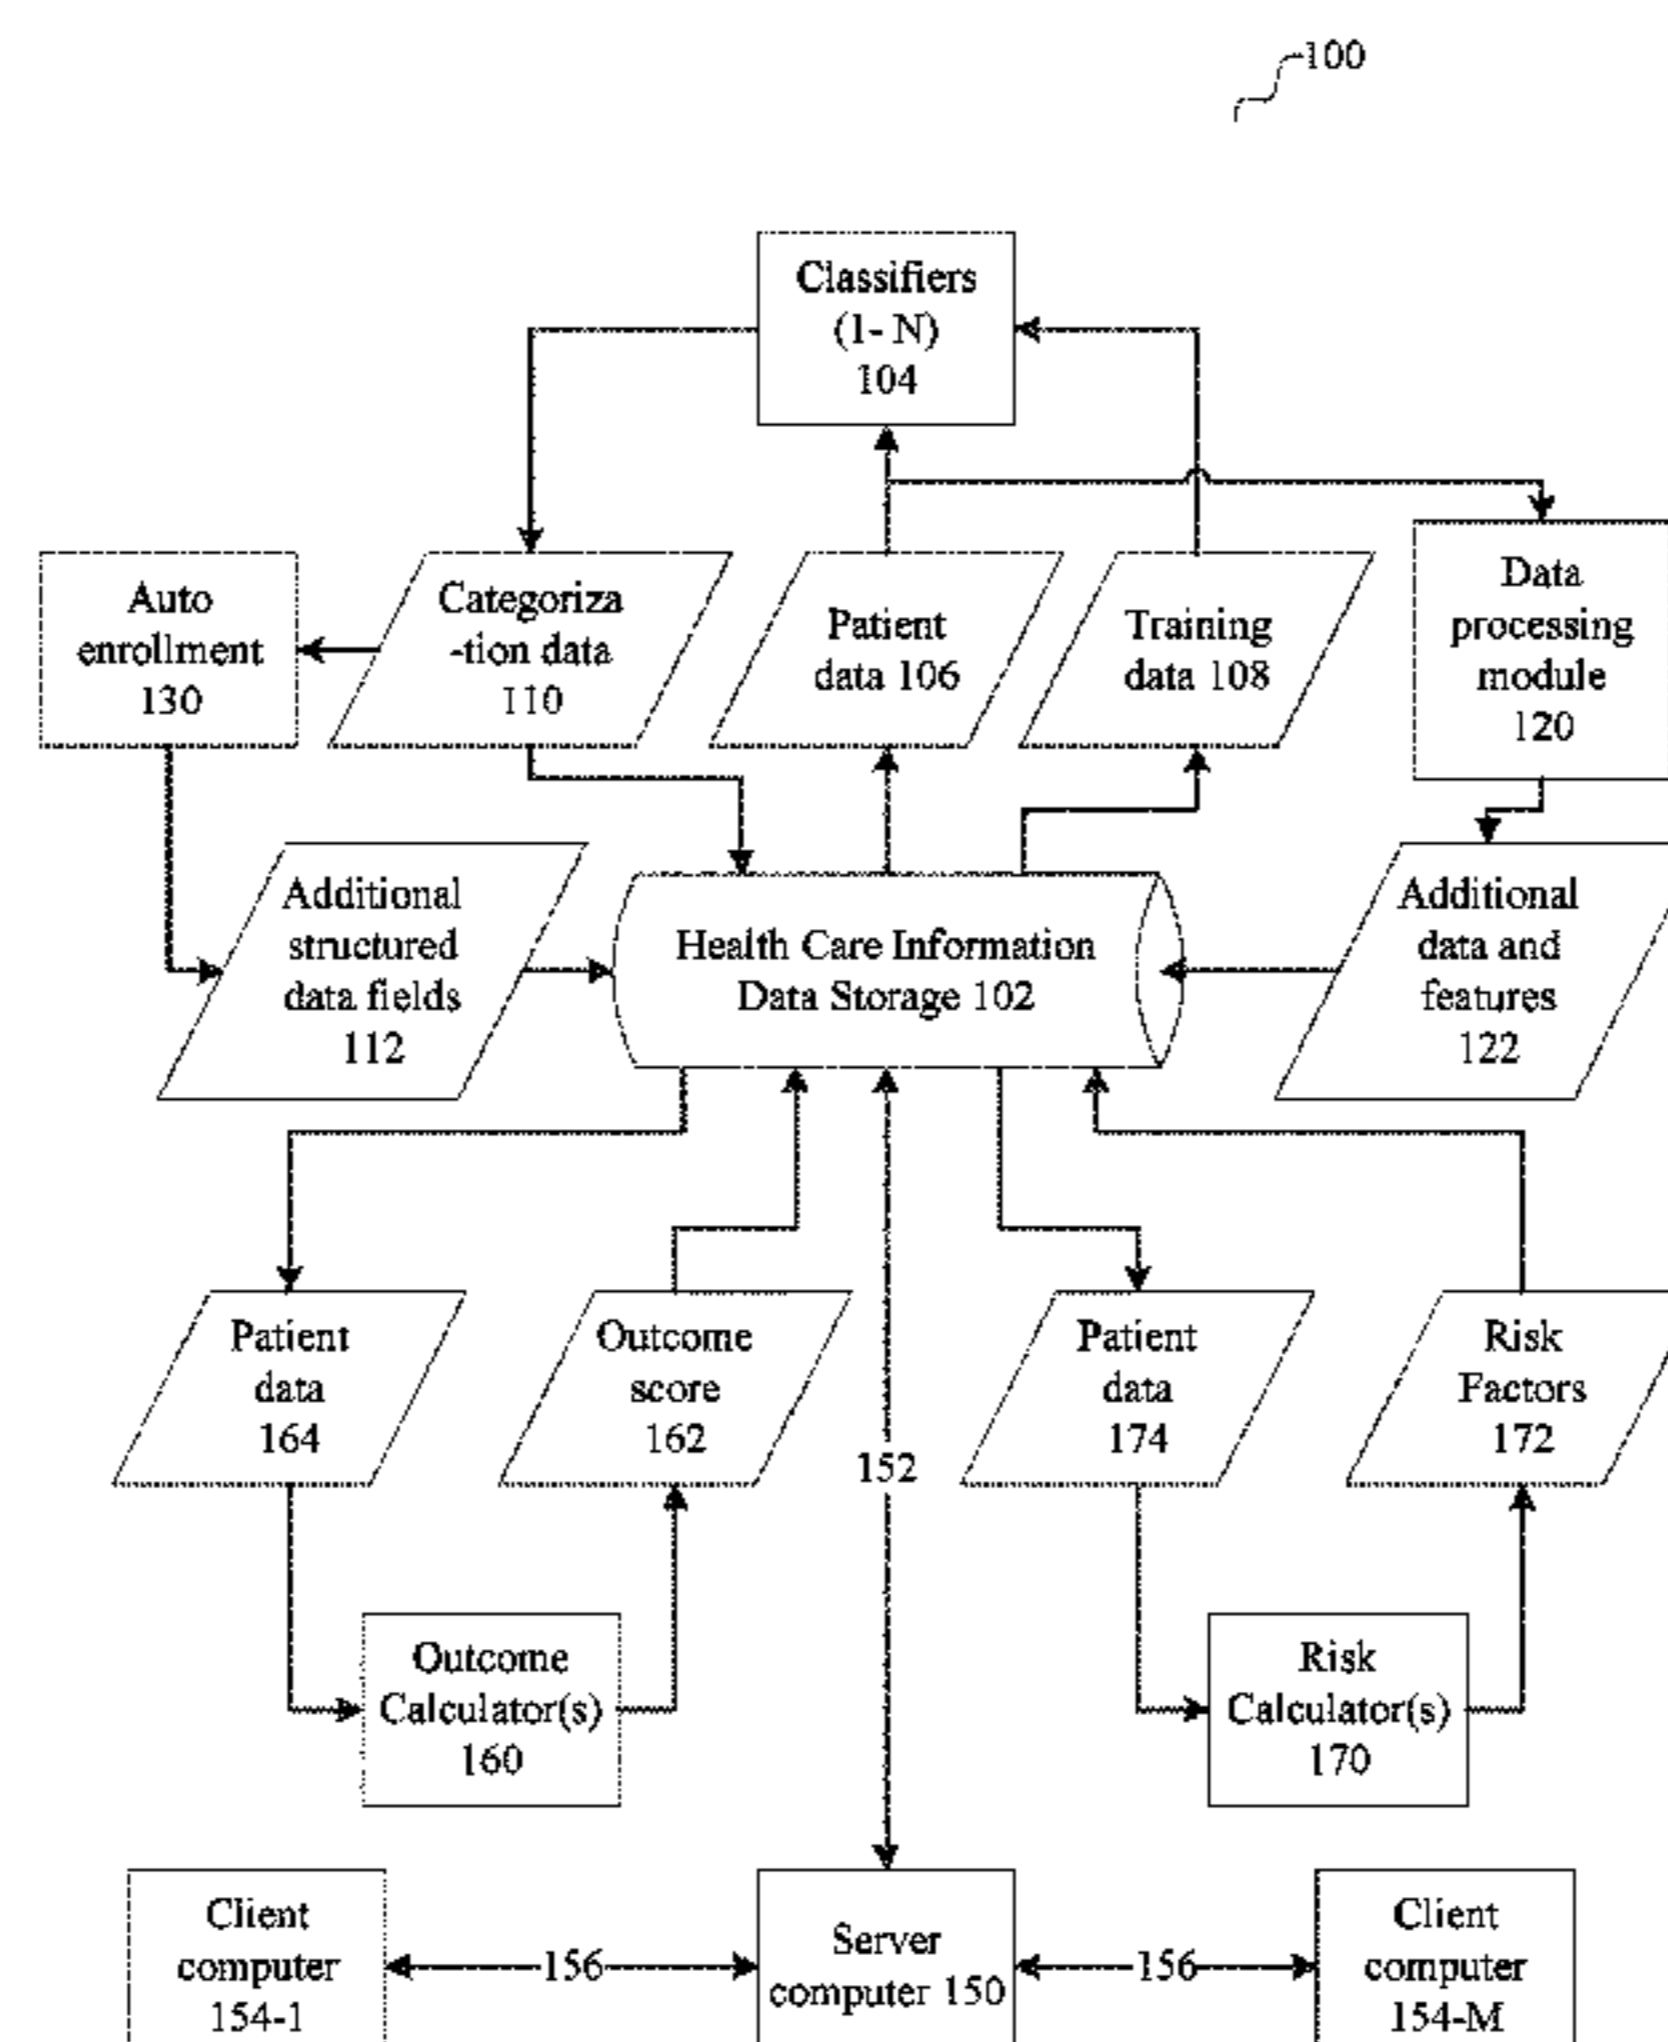 100
Classifiers
(1- N)
104
Auto
enrollment
130
Categoriza
-tion data
110
Patient
data 106
Training
data 108
Data
processing
module
120
Additional
structured
data fields
112
Health Care Information
Data Storage 102
Additional
data and
features
122
Patient
data
164
Outcome
score
162
152
Patient
data
174
Risk
Factors
172
Outcome
Calculator(s)
160
Risk
Calculator(s)
170
Client
computer
154-1
156
Server
computer 150
156
Client
computer
154-M